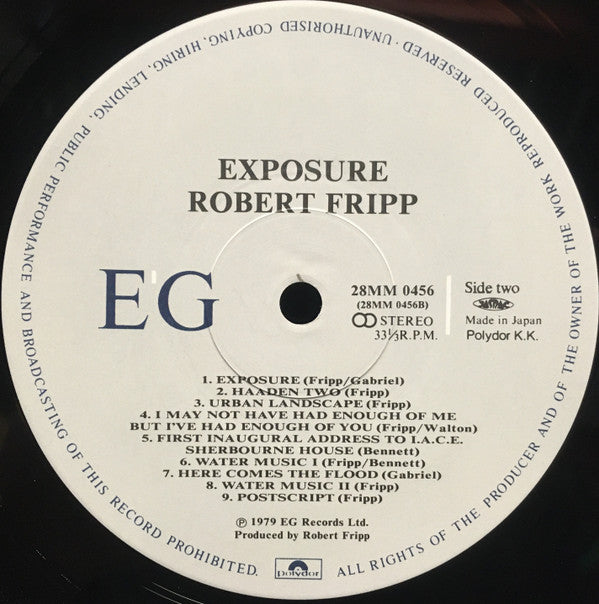 EXPOSURE
ROBERT FRIPP
E'G
28MM 0456
(28MM 0456B)
STEREO
33⅓R.P.M.
Side two
Made in Japan
Polydor K.K.
1. EXPOSURE (Fripp/Gabriel)
2. HAADEN TWO (Fripp)
3. URBAN LANDSCAPE (Fripp)
4. I MAY NOT HAVE HAD ENOUGH OF ME
BUT I'VE HAD ENOUGH OF YOU (Fripp/Walton)
5. FIRST INAUGURAL ADDRESS TO I.A.C.E.
SHERBOURNE HOUSE (Bennett)
6. WATER MUSIC I (Fripp/Bennett)
7. HERE COMES THE FLOOD (Gabriel)
8. WATER MUSIC II (Fripp)
9. POSTSCRIPT (Fripp)
℗ 1979 EG Records Ltd.
Produced by Robert Fripp
polydor
ALL RIGHTS OF THE PRODUCER AND OF THE OWNER OF THE WORK REPRODUCED RESERVED · UNAUTHORISED COPYING, HIRING, LENDING, PUBLIC PERFORMANCE AND BROADCASTING OF THIS RECORD PROHIBITED.